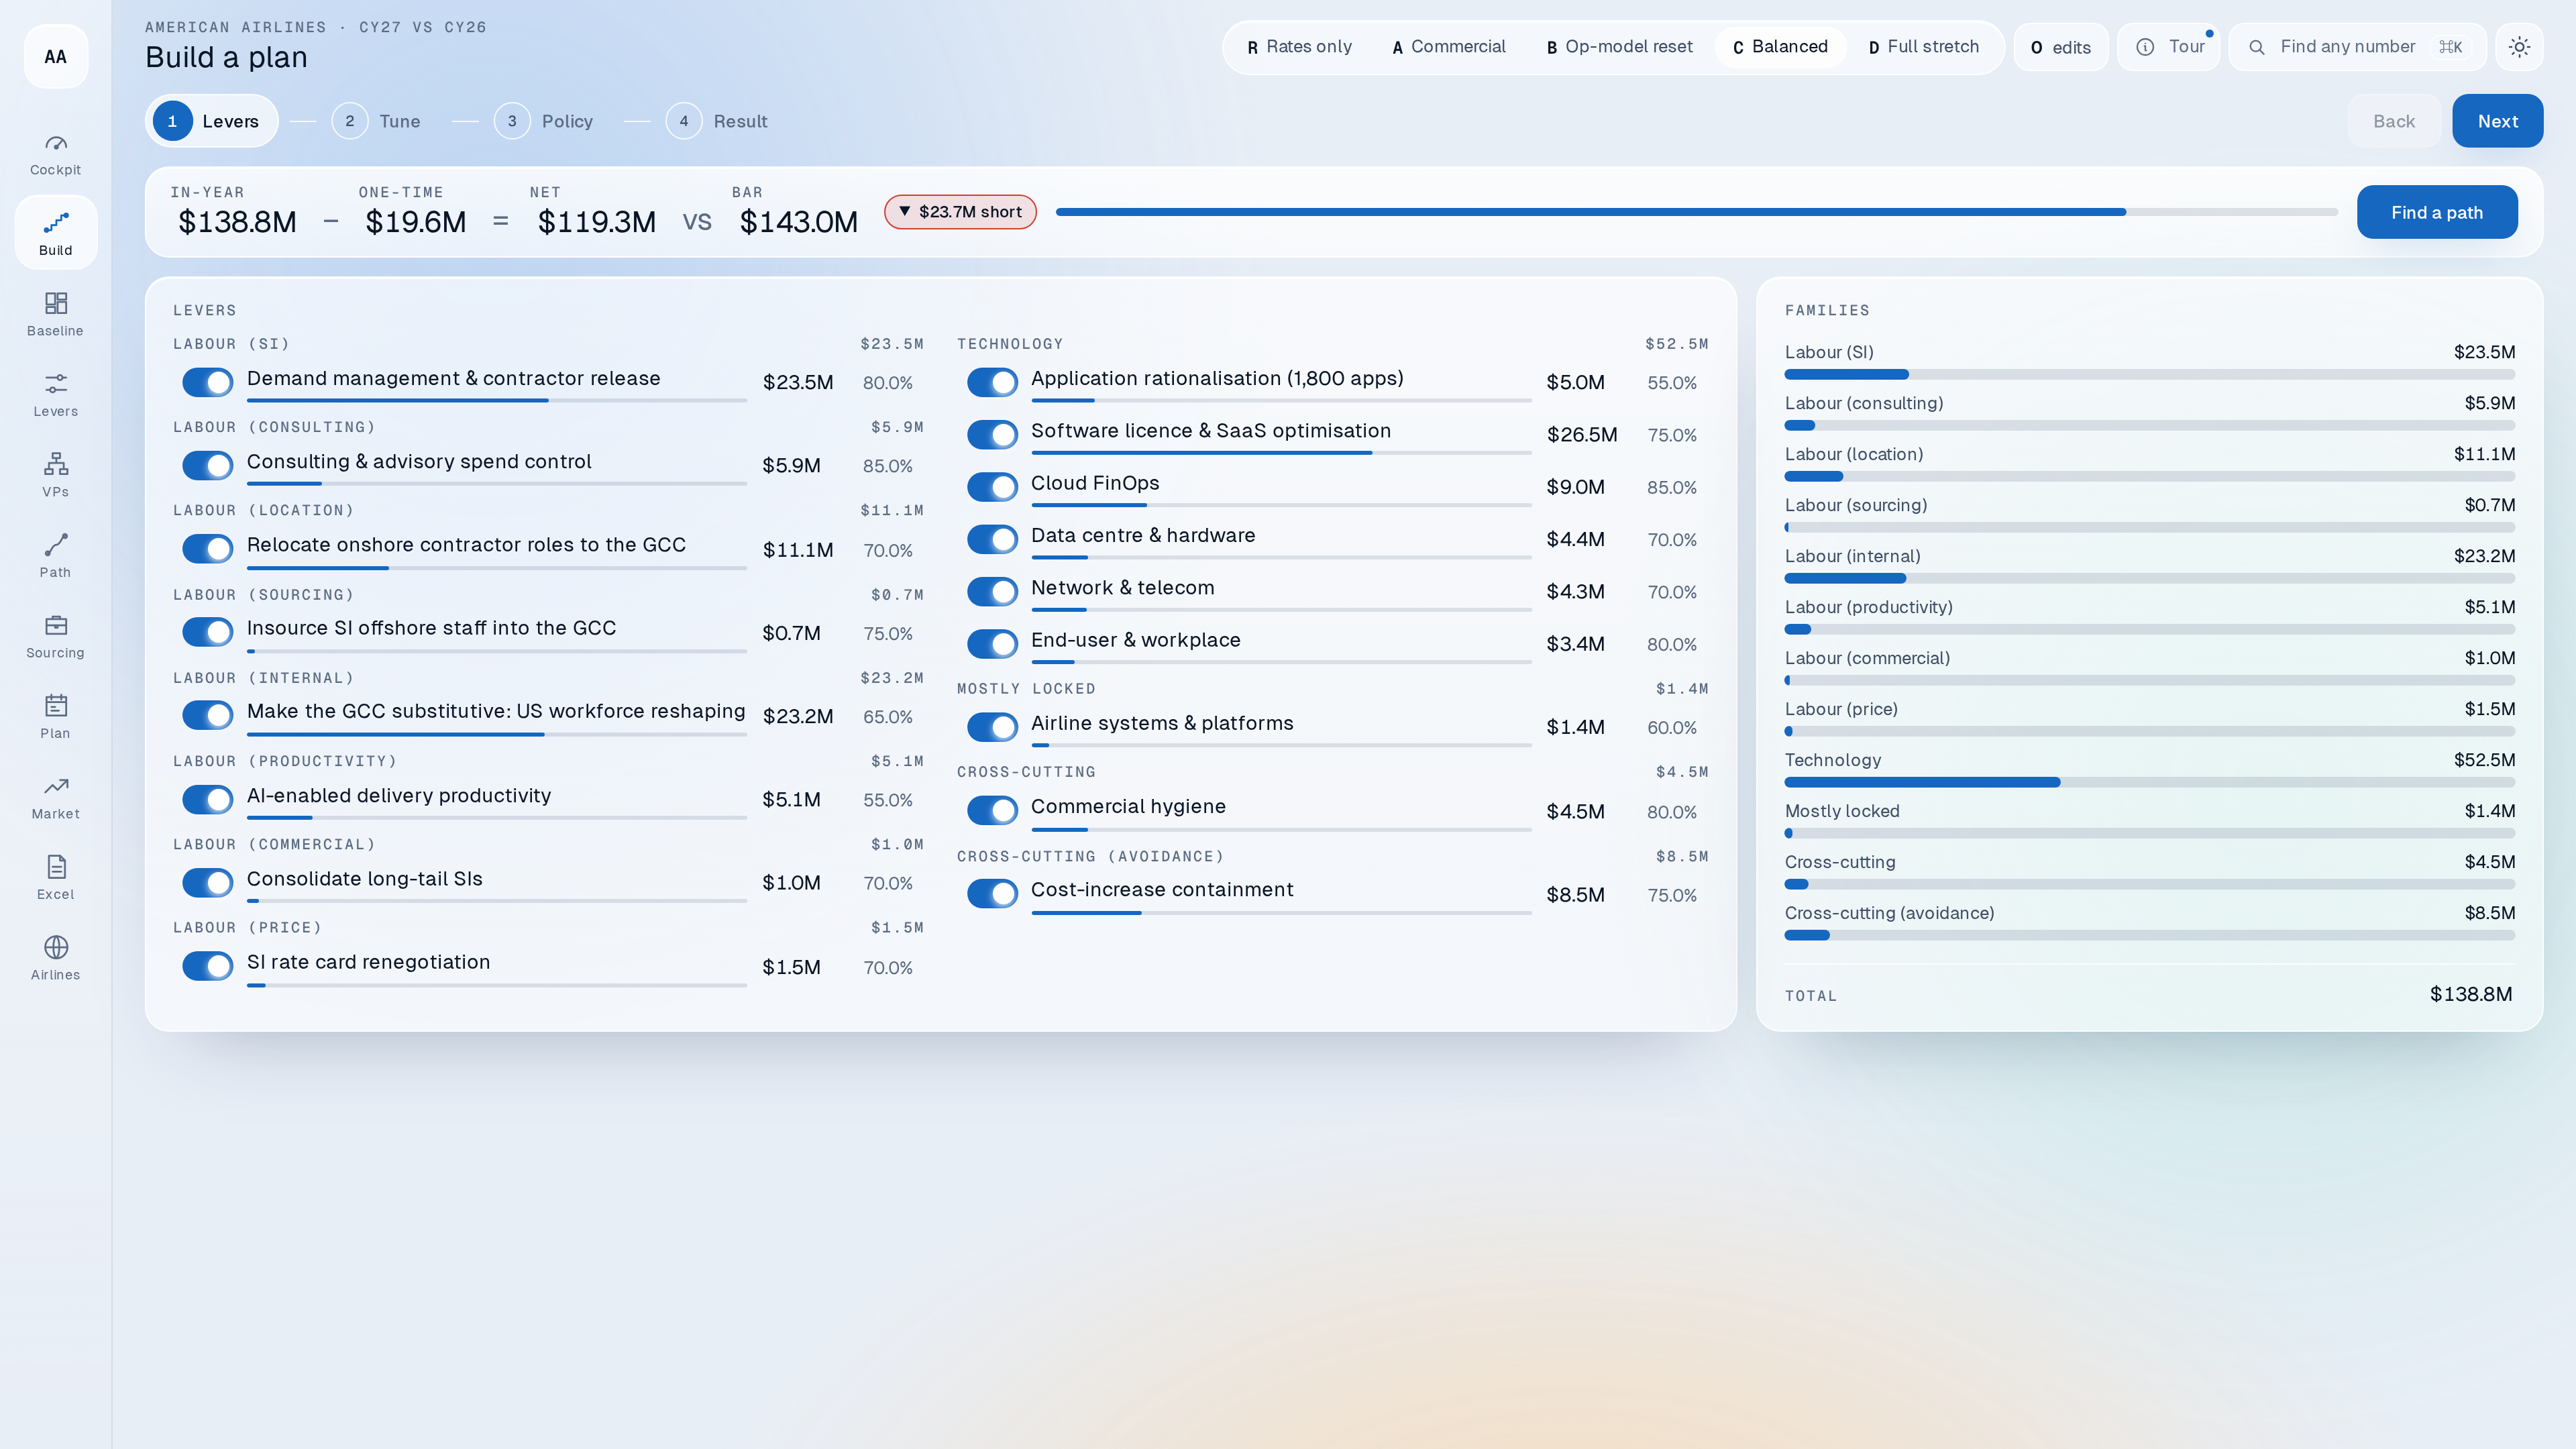 AA
AMERICAN AIRLINES · CY27 VS CY26
Build a plan
R Rates only
A Commercial
B Op-model reset
C Balanced
D Full stretch
0 edits
Tour
Find any number ⌘K
1 Levers
2 Tune
3 Policy
4 Result
Back
Next
Cockpit
Build
Baseline
Levers
VPs
Path
Sourcing
Plan
Market
Excel
Airlines
IN-YEAR ONE-TIME NET BAR
$138.8M − $19.6M = $119.3M VS $143.0M
▼ $23.7M short
Find a path
LEVERS
LABOUR (SI) $23.5M
Demand management & contractor release $23.5M 80.0%
LABOUR (CONSULTING) $5.9M
Consulting & advisory spend control $5.9M 85.0%
LABOUR (LOCATION) $11.1M
Relocate onshore contractor roles to the GCC $11.1M 70.0%
LABOUR (SOURCING) $0.7M
Insource SI offshore staff into the GCC $0.7M 75.0%
LABOUR (INTERNAL) $23.2M
Make the GCC substitutive: US workforce reshaping $23.2M 65.0%
LABOUR (PRODUCTIVITY) $5.1M
AI-enabled delivery productivity $5.1M 55.0%
LABOUR (COMMERCIAL) $1.0M
Consolidate long-tail SIs $1.0M 70.0%
LABOUR (PRICE) $1.5M
SI rate card renegotiation $1.5M 70.0%
TECHNOLOGY $52.5M
Application rationalisation (1,800 apps) $5.0M 55.0%
Software licence & SaaS optimisation $26.5M 75.0%
Cloud FinOps $9.0M 85.0%
Data centre & hardware $4.4M 70.0%
Network & telecom $4.3M 70.0%
End-user & workplace $3.4M 80.0%
MOSTLY LOCKED $1.4M
Airline systems & platforms $1.4M 60.0%
CROSS-CUTTING $4.5M
Commercial hygiene $4.5M 80.0%
CROSS-CUTTING (AVOIDANCE) $8.5M
Cost-increase containment $8.5M 75.0%
FAMILIES
Labour (SI) $23.5M
Labour (consulting) $5.9M
Labour (location) $11.1M
Labour (sourcing) $0.7M
Labour (internal) $23.2M
Labour (productivity) $5.1M
Labour (commercial) $1.0M
Labour (price) $1.5M
Technology $52.5M
Mostly locked $1.4M
Cross-cutting $4.5M
Cross-cutting (avoidance) $8.5M
TOTAL $138.8M